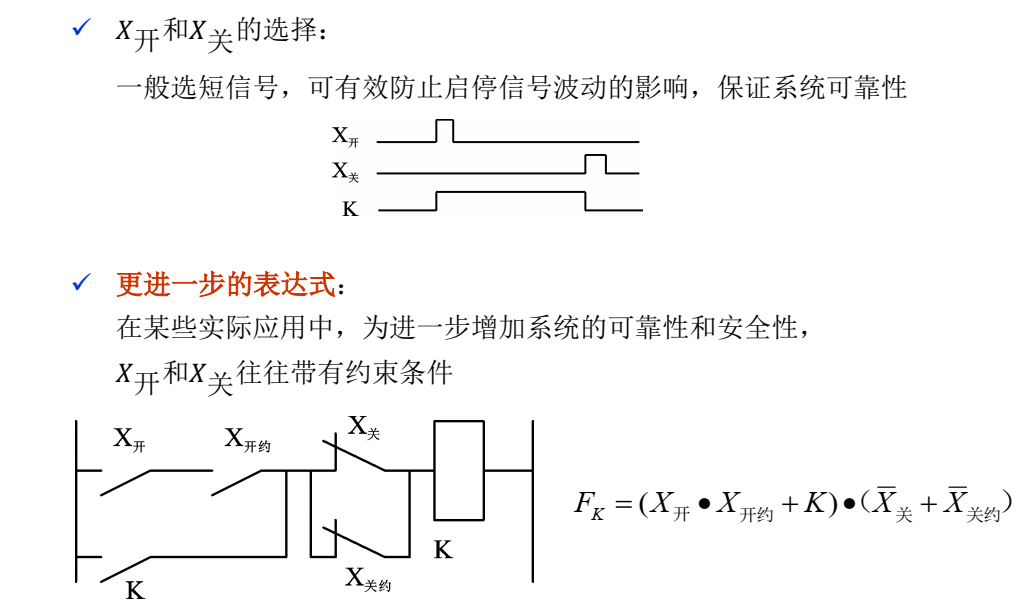 ✓ X开和X关的选择：
一般选短信号，可有效防止启停信号波动的影响，保证系统可靠性
X开
X关
K
✓ 更进一步的表达式：
在某些实际应用中，为进一步增加系统的可靠性和安全性，
X开和X关往往带有约束条件
X开 X开约 X关
F_K = (X开 • X开约 + K) • (X̅关 + X̅关约)
K
X关约
K